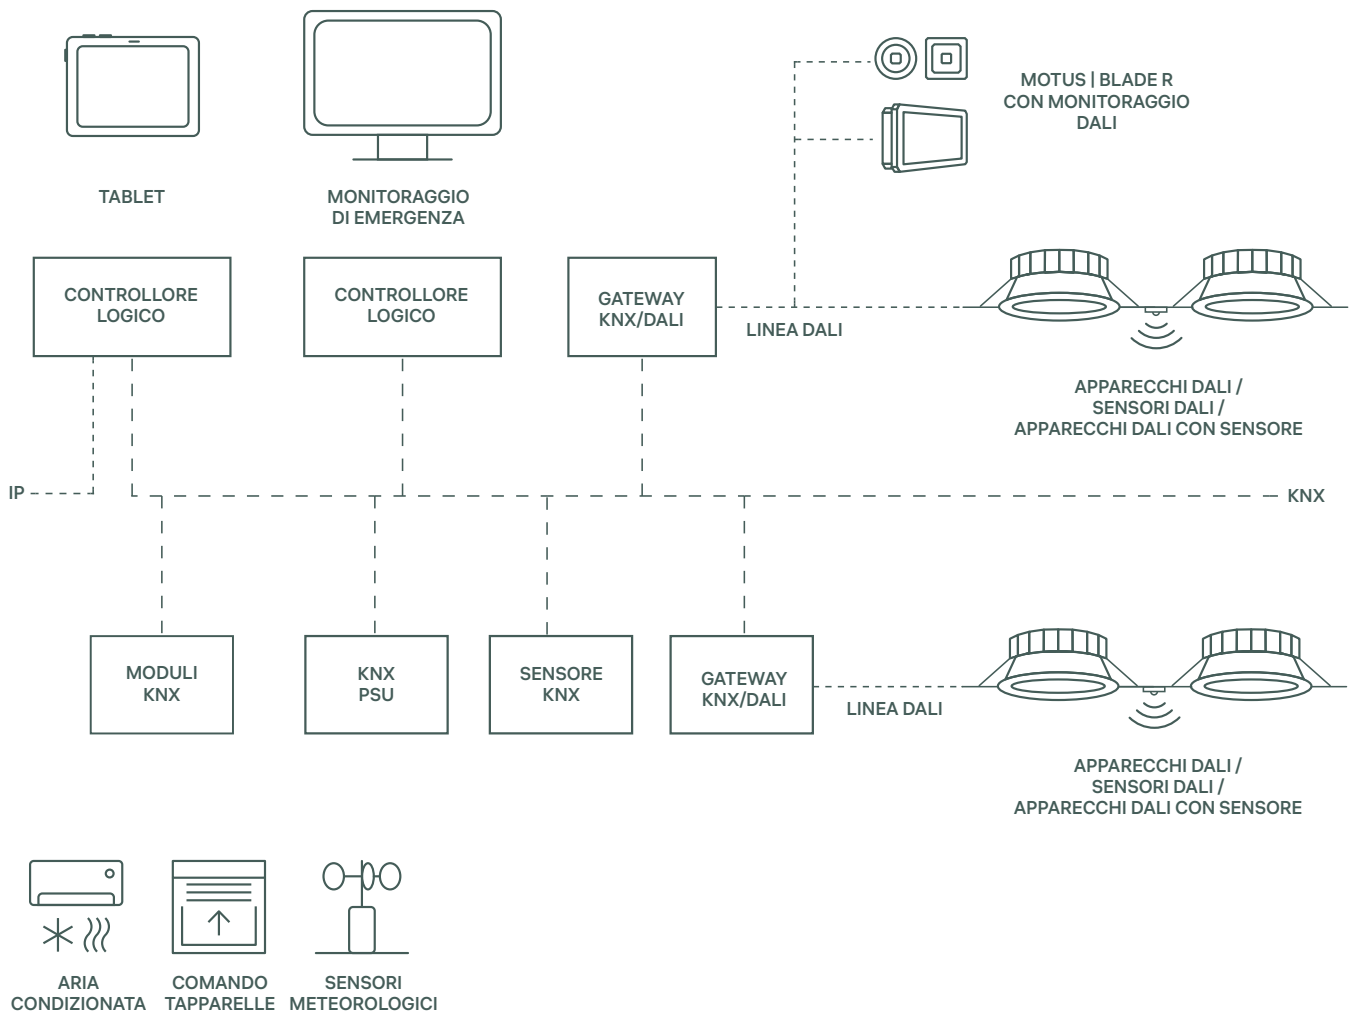 MOTUS | BLADE R
CON MONITORAGGIO
DALI
TABLET
MONITORAGGIO
DI EMERGENZA
CONTROLLORE
LOGICO
CONTROLLORE
LOGICO
GATEWAY
KNX/DALI
LINEA DALI
APPARECCHI DALI /
SENSORI DALI /
APPARECCHI DALI CON SENSORE
IP
KNX
MODULI
KNX
KNX
PSU
SENSORE
KNX
GATEWAY
KNX/DALI
LINEA DALI
APPARECCHI DALI /
SENSORI DALI /
APPARECCHI DALI CON SENSORE
ARIA
CONDIZIONATA
COMANDO
TAPPARELLE
SENSORI
METEOROLOGICI